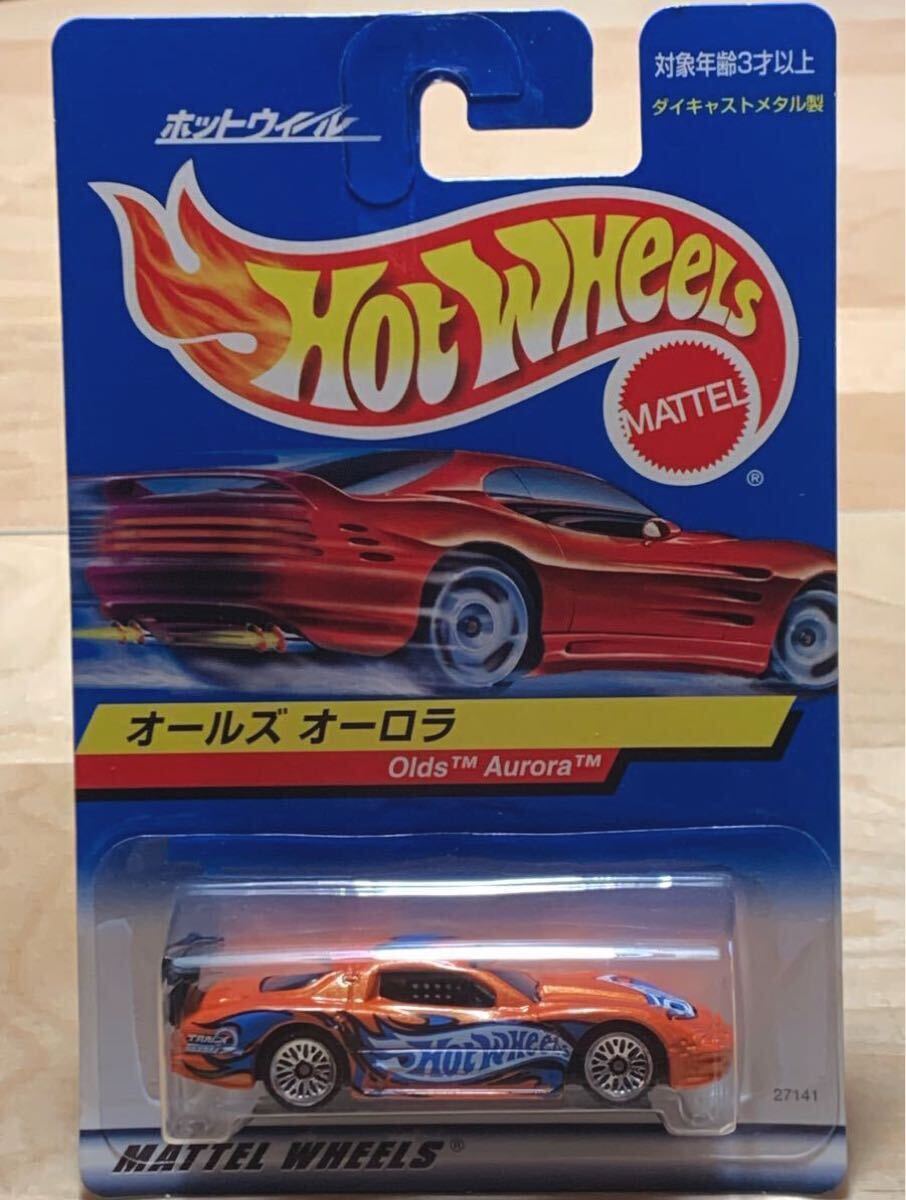 対象年齢3才以上
ダイキャストメタル製
ホットウィール
HOT WHEELS
MATTEL
®
オールズ オーロラ
Olds™ Aurora™
HOT WHEELS
27141
MATTEL WHEELS®